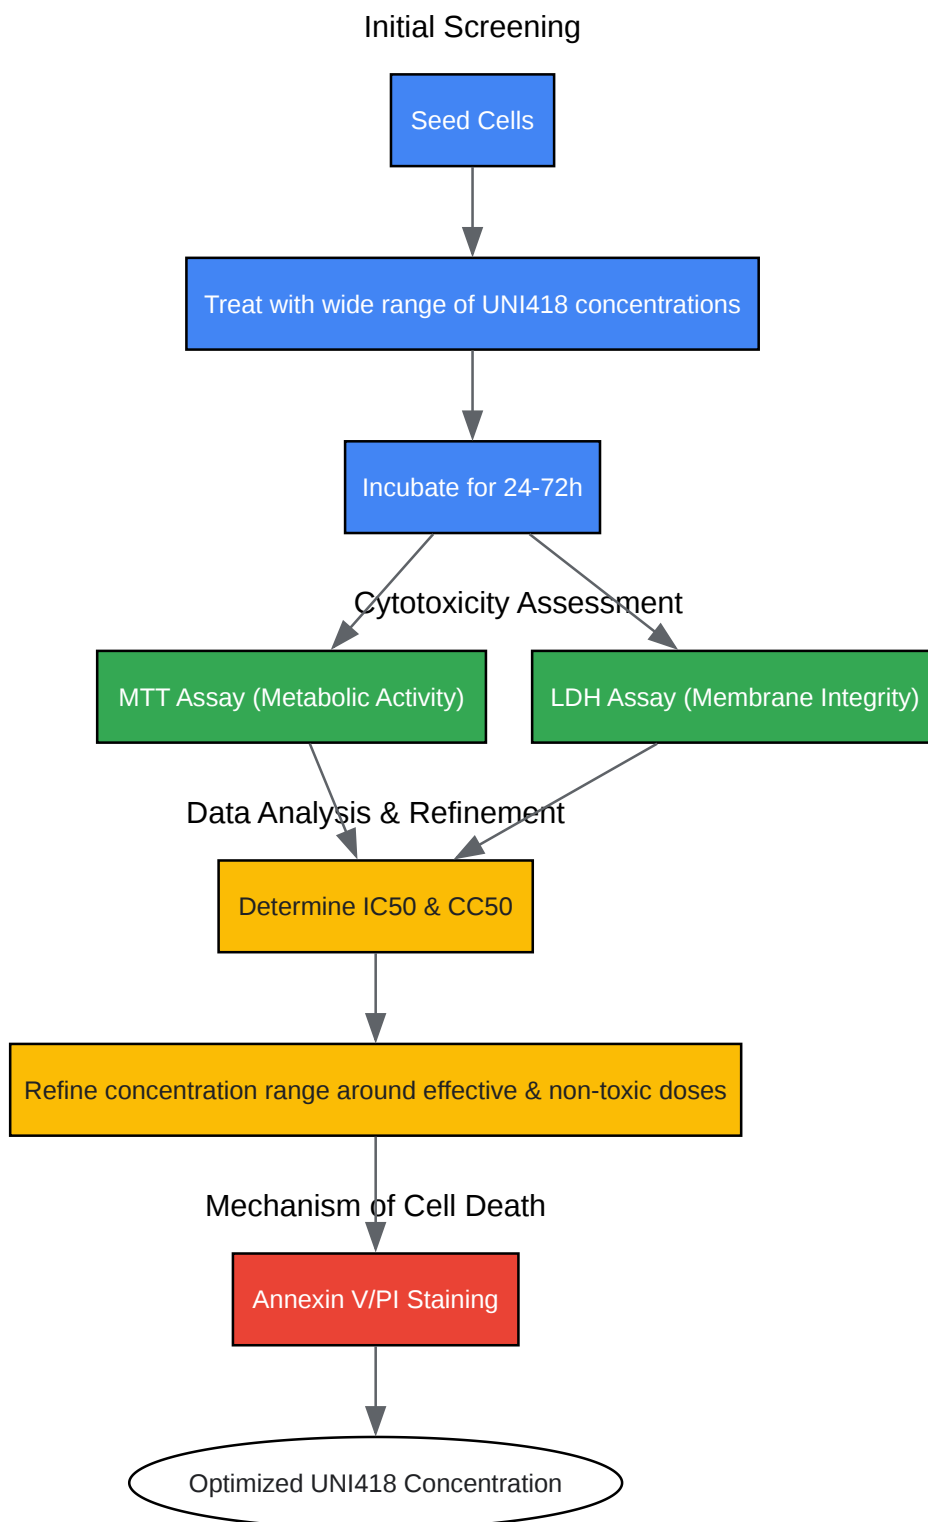 Initial Screening
Seed Cells
Treat with wide range of UNI418 concentrations
Incubate for 24-72h
Cytotoxicity Assessment
MTT Assay (Metabolic Activity)
LDH Assay (Membrane Integrity)
Data Analysis & Refinement
Determine IC50 & CC50
Refine concentration range around effective & non-toxic doses
Mechanism of Cell Death
Annexin V/PI Staining
Optimized UNI418 Concentration